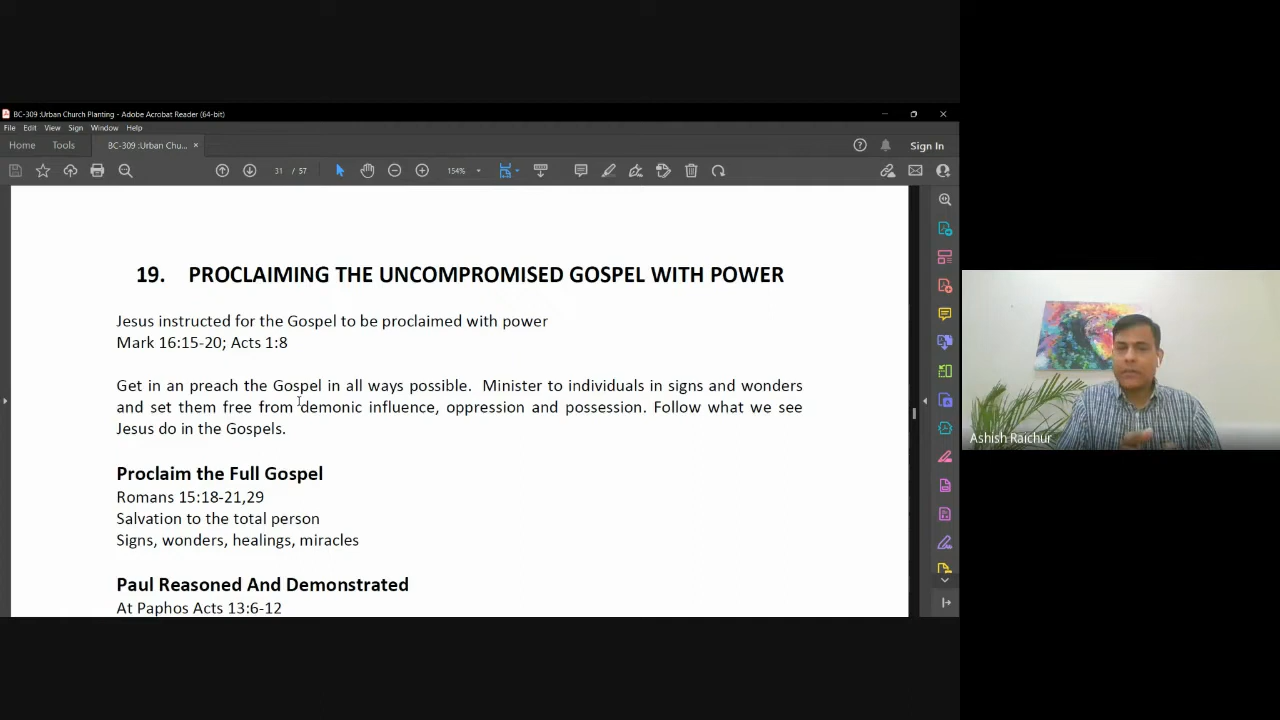 BC-309 :Urban Church Planting - Adobe Acrobat Reader (64-bit)
File Edit View Sign Window Help
Home Tools BC-309 :Urban Chu... × Sign In
31 / 57 154%
19. PROCLAIMING THE UNCOMPROMISED GOSPEL WITH POWER
Jesus instructed for the Gospel to be proclaimed with power
Mark 16:15-20; Acts 1:8
Get in an preach the Gospel in all ways possible. Minister to individuals in signs and wonders
and set them free from demonic influence, oppression and possession. Follow what we see
Jesus do in the Gospels.
Proclaim the Full Gospel
Romans 15:18-21,29
Salvation to the total person
Signs, wonders, healings, miracles
Paul Reasoned And Demonstrated
At Paphos Acts 13:6-12
Ashish Raichur